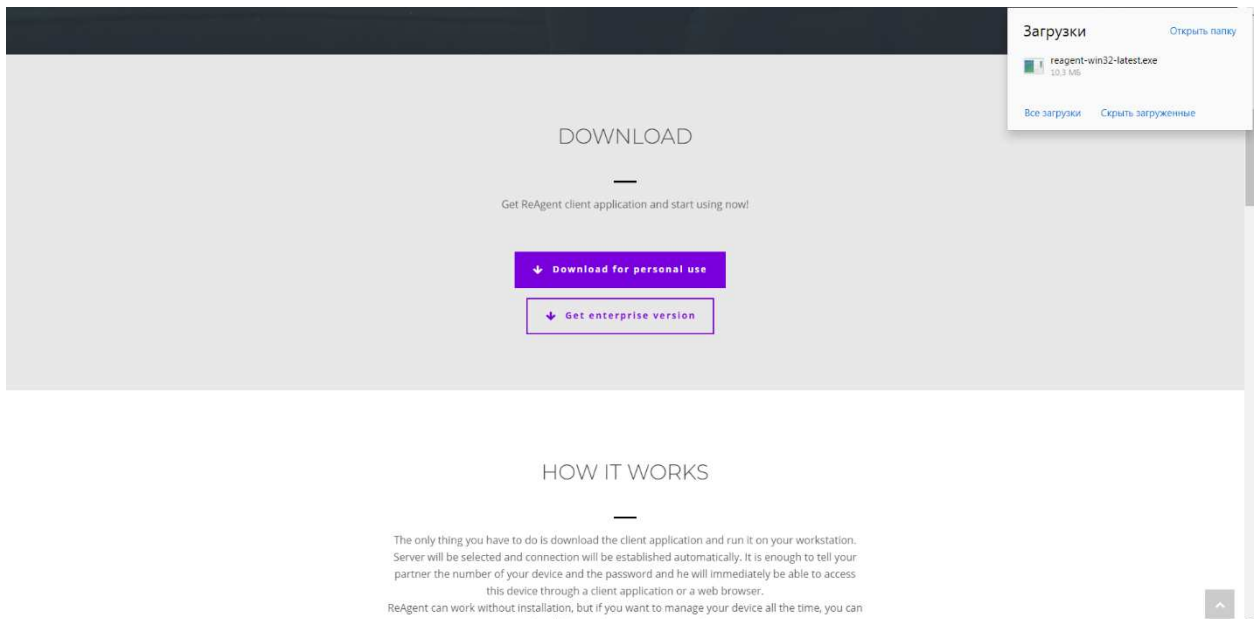 Загрузки
Открыть папку
reagent-win32-latest.exe
10,3 МБ
Все загрузки
Скрыть загруженные
DOWNLOAD
Get ReAgent client application and start using now!
Download for personal use
Get enterprise version
HOW IT WORKS
The only thing you have to do is download the client application and run it on your workstation.
Server will be selected and connection will be established automatically. It is enough to tell your
partner the number of your device and the password and he will immediately be able to access
this device through a client application or a web browser.
ReAgent can work without installation, but if you want to manage your device all the time, you can